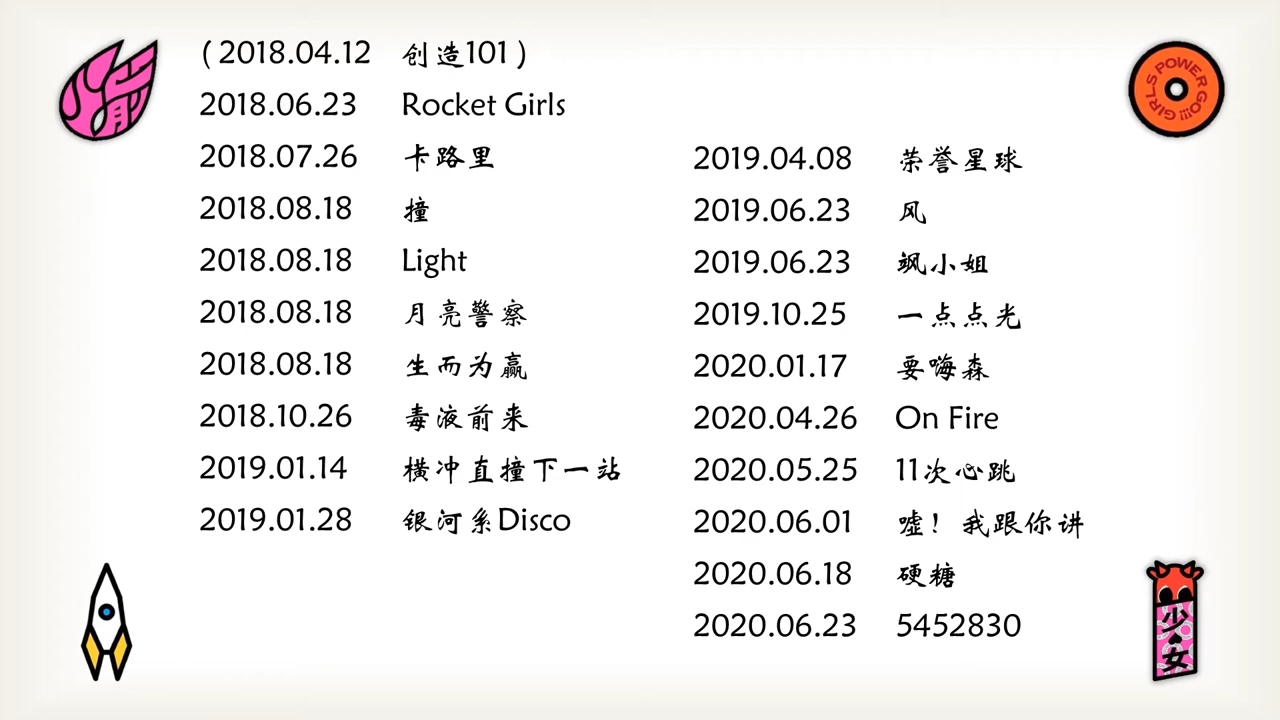 (2018.04.12 创造101)
2018.06.23 Rocket Girls
2018.07.26 卡路里
2018.08.18 撞
2018.08.18 Light
2018.08.18 月亮警察
2018.08.18 生而为赢
2018.10.26 毒液前来
2019.01.14 横冲直撞下一站
2019.01.28 银河系Disco
2019.04.08 荣誉星球
2019.06.23 风
2019.06.23 飒小姐
2019.10.25 一点点光
2020.01.17 要嗨森
2020.04.26 On Fire
2020.05.25 11次心跳
2020.06.01 嘘！我跟你讲
2020.06.18 硬糖
2020.06.23 5452830
GIRLS POWER GO!!!
少女